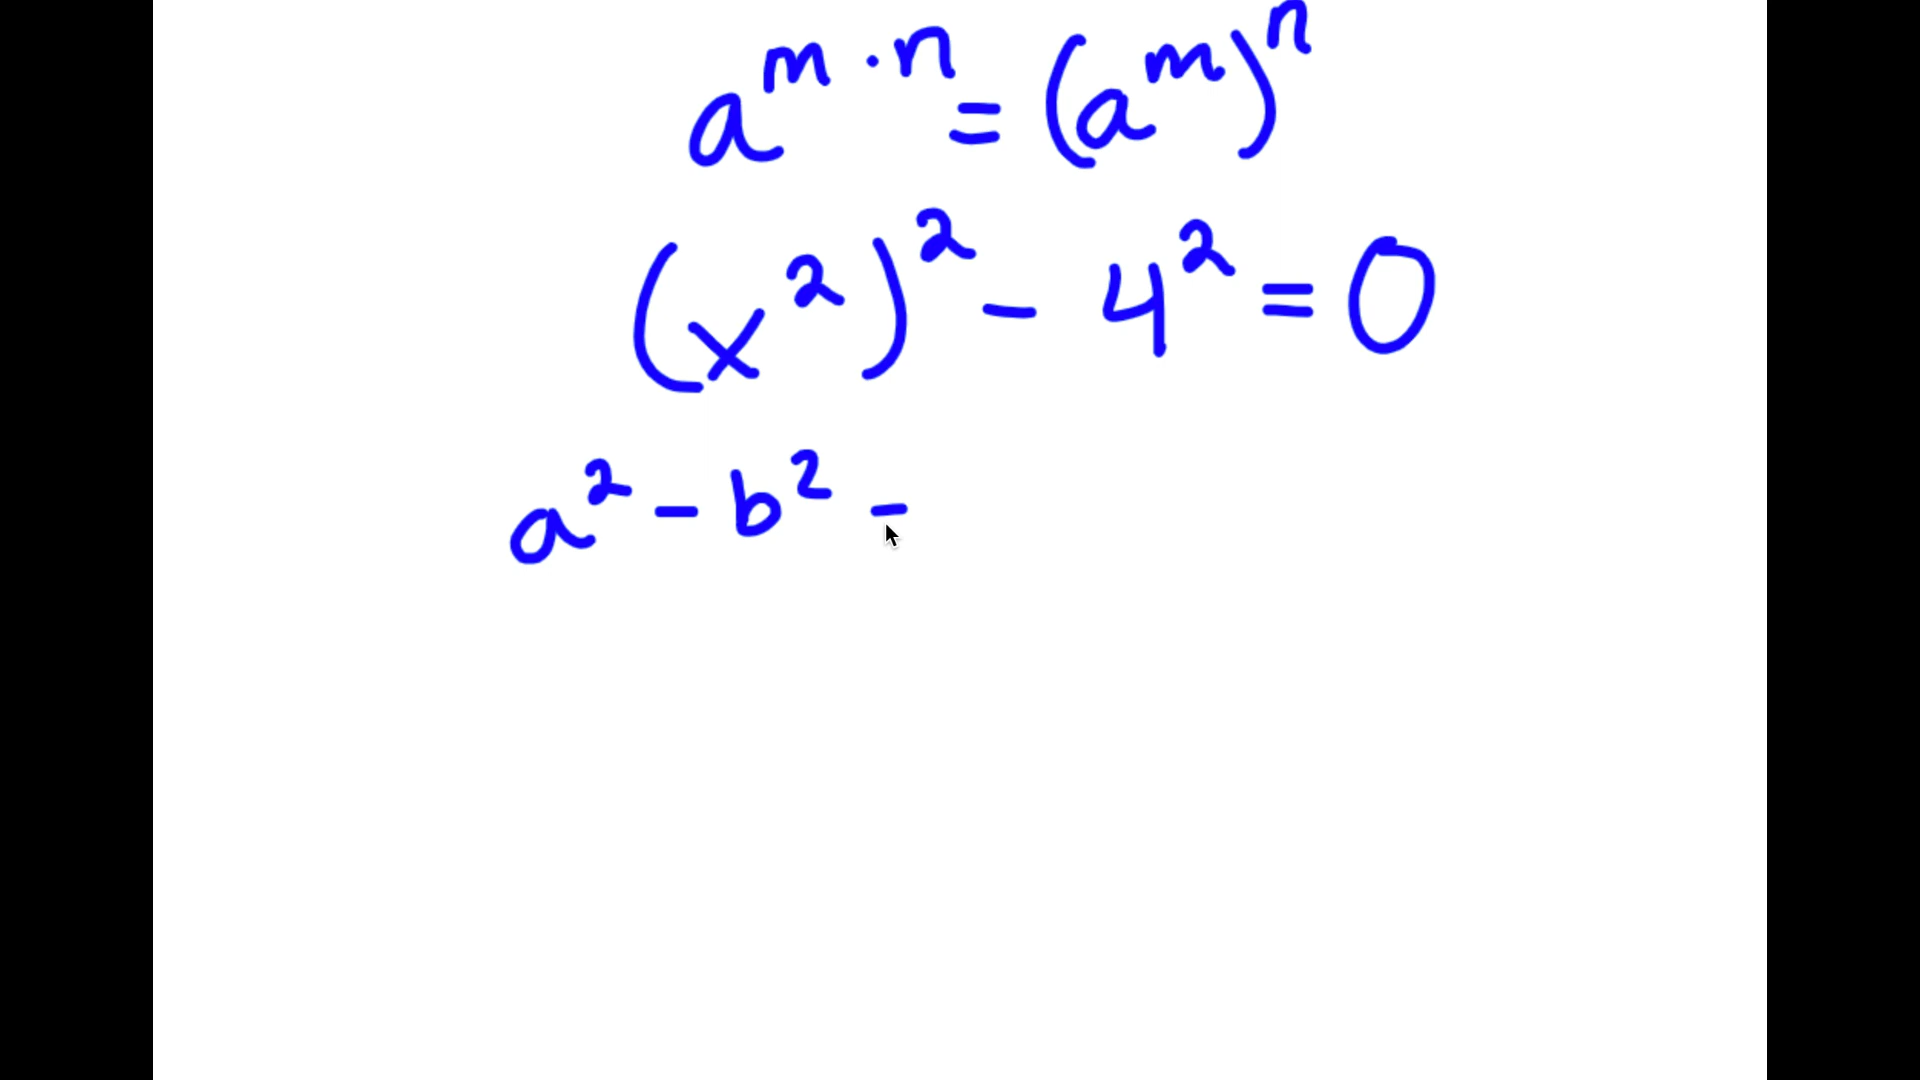 a^{m · n} = (a^m)^n
(x^2)^2 - 4^2 = 0
a^2 - b^2 -